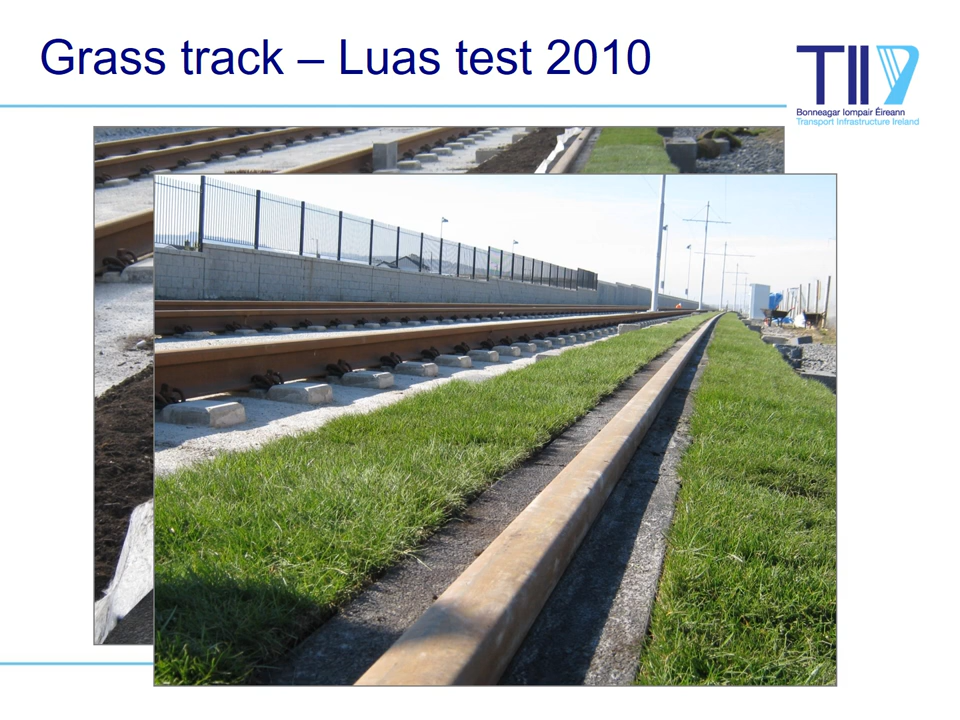 Grass track – Luas test 2010
TII
Bonneagar Iompair Éireann
Transport Infrastructure Ireland